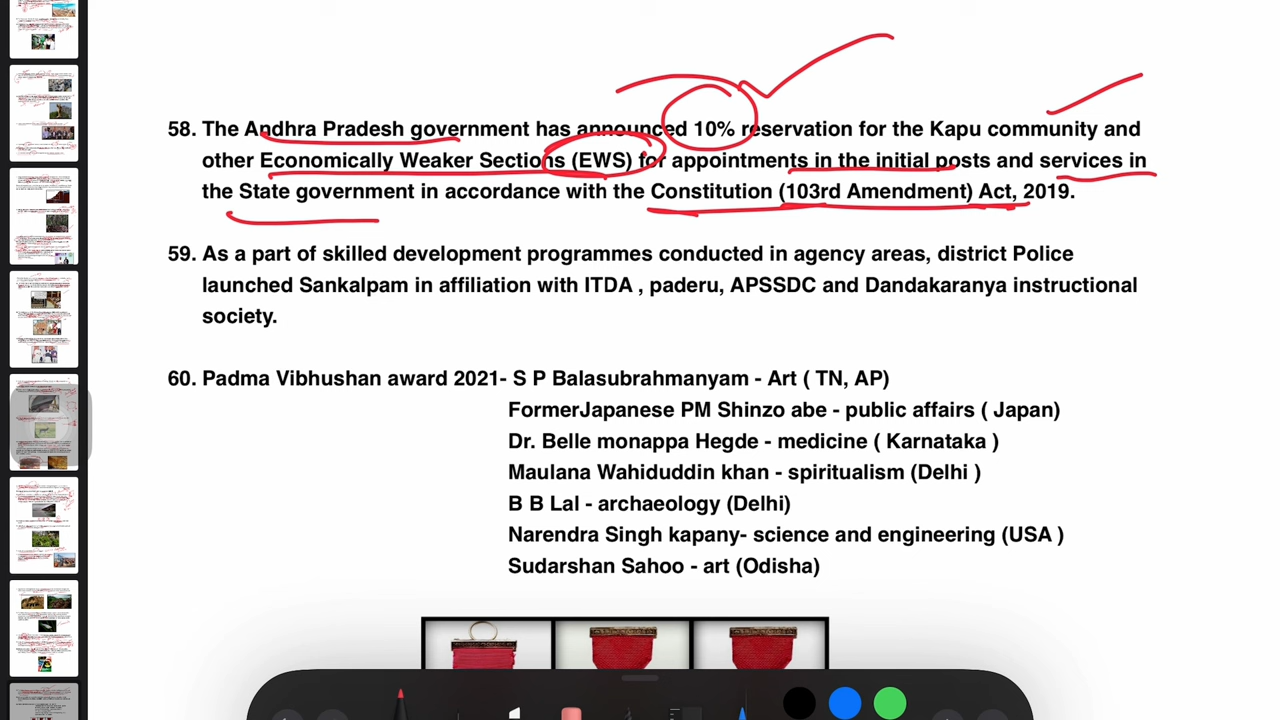 58. The Andhra Pradesh government has announced 10% reservation for the Kapu community and
other Economically Weaker Sections (EWS) for appointments in the initial posts and services in
the State government in accordance with the Constitution (103rd Amendment) Act, 2019.
59. As a part of skilled development programmes conducted in agency areas, district Police
launched Sankalpam in affiliation with ITDA , paderu, APSSDC and Dandakaranya instructional
society.
60. Padma Vibhushan award 2021- S P Balasubrahmanyam - Art ( TN, AP)
FormerJapanese PM Shinzo abe - public affairs ( Japan)
Dr. Belle monappa Hegde - medicine ( Karnataka )
Maulana Wahiduddin khan - spiritualism (Delhi )
B B Lal - archaeology (Delhi)
Narendra Singh kapany- science and engineering (USA )
Sudarshan Sahoo - art (Odisha)